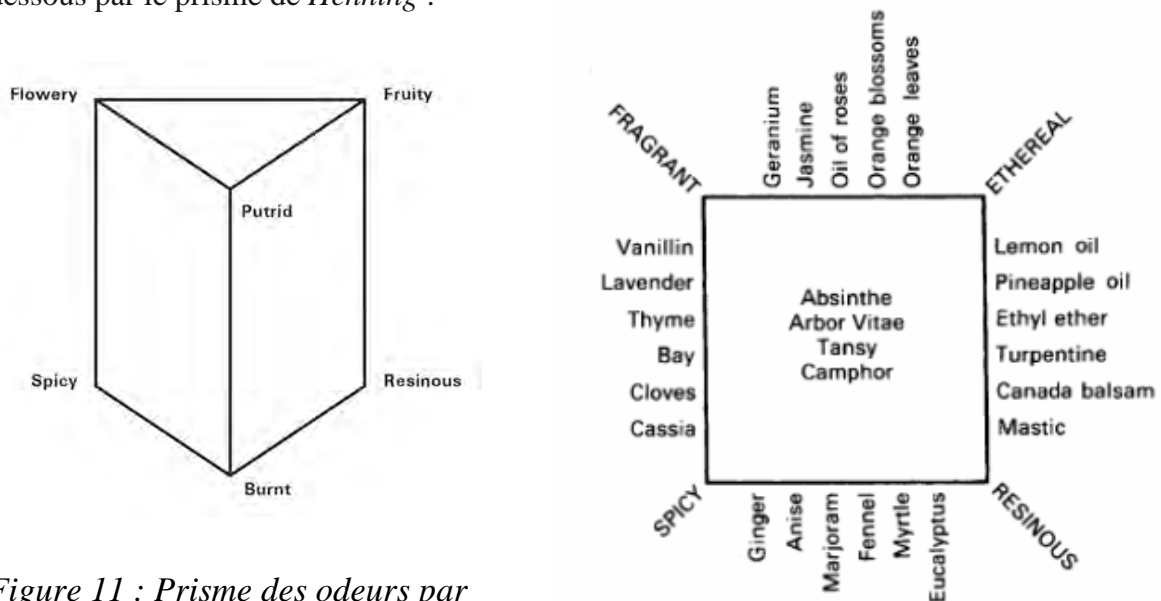 dessous par le prisme de Henning :
Flowery
Fruity
Putrid
Spicy
Resinous
Burnt
Figure 11 : Prisme des odeurs par
FRAGRANT
Geranium
Jasmine
Oil of roses
Orange blossoms
Orange leaves
ETHEREAL
Vanillin
Lavender
Thyme
Bay
Cloves
Cassia
Absinthe
Arbor Vitae
Tansy
Camphor
Lemon oil
Pineapple oil
Ethyl ether
Turpentine
Canada balsam
Mastic
SPICY
Ginger
Anise
Marjoram
Fennel
Myrtle
Eucalyptus
RESINOUS